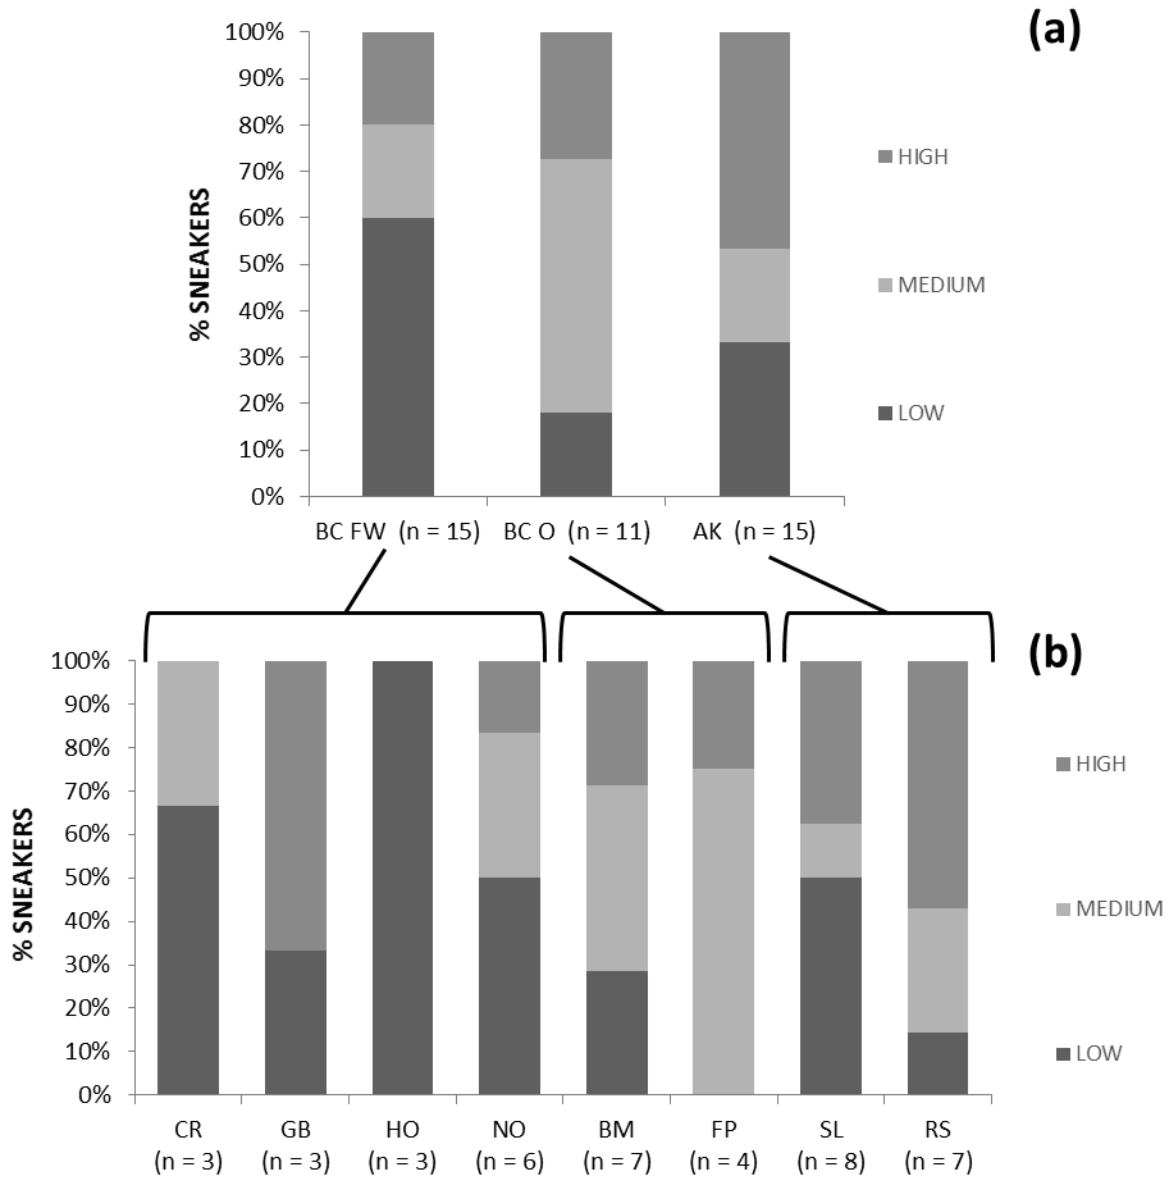 (a)
100%
90%
80%
70%
60%
50%
40%
30%
20%
10%
0%
% SNEAKERS
HIGH
MEDIUM
LOW
BC FW (n = 15) BC O (n = 11) AK (n = 15)
(b)
100%
90%
80%
70%
60%
50%
40%
30%
20%
10%
0%
% SNEAKERS
HIGH
MEDIUM
LOW
CR GB HO NO BM FP SL RS
(n = 3) (n = 3) (n = 3) (n = 6) (n = 7) (n = 4) (n = 8) (n = 7)